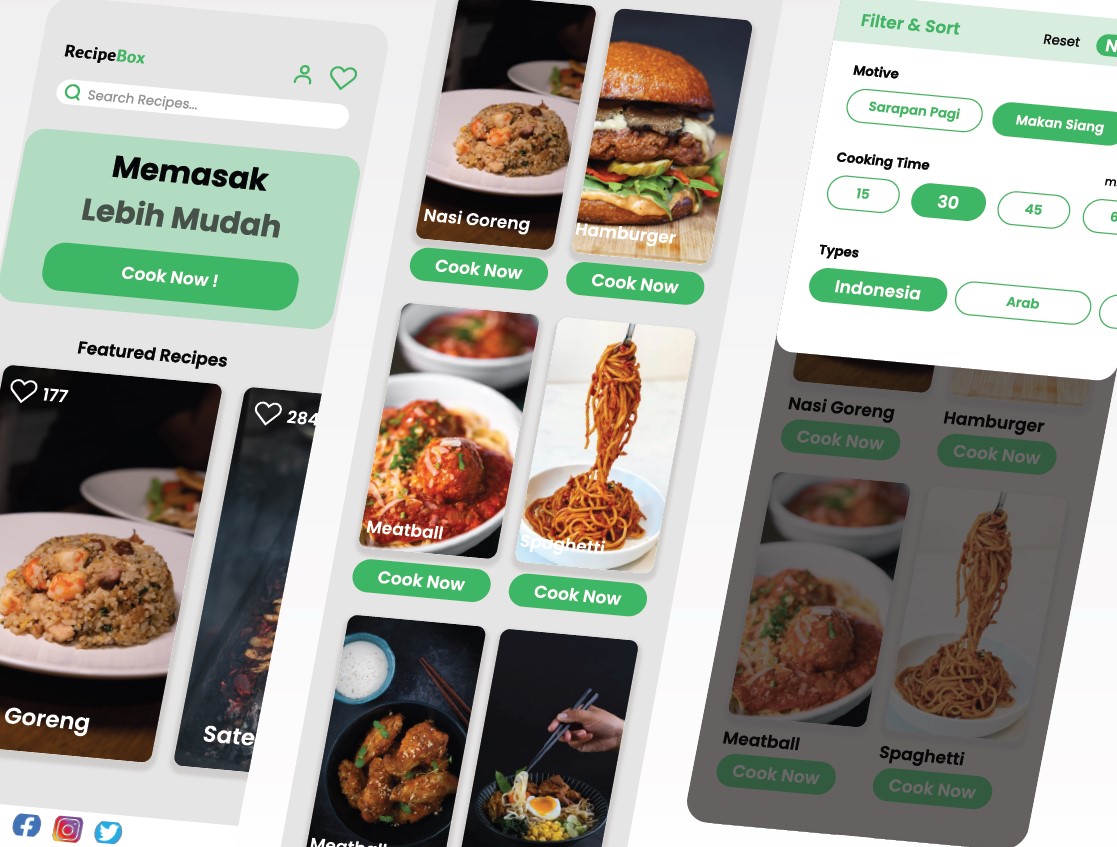 RecipeBox
Search Recipes...
Memasak
Lebih Mudah
Cook Now !
Featured Recipes
177
284
Goreng
Sate
Nasi Goreng
Hamburger
Cook Now
Cook Now
Meatball
Spaghetti
Cook Now
Cook Now
Meatball
Filter & Sort
Reset
Motive
Sarapan Pagi
Makan Siang
Cooking Time
15
30
45
Types
Indonesia
Arab
Nasi Goreng
Hamburger
Cook Now
Cook Now
Meatball
Spaghetti
Cook Now
Cook Now